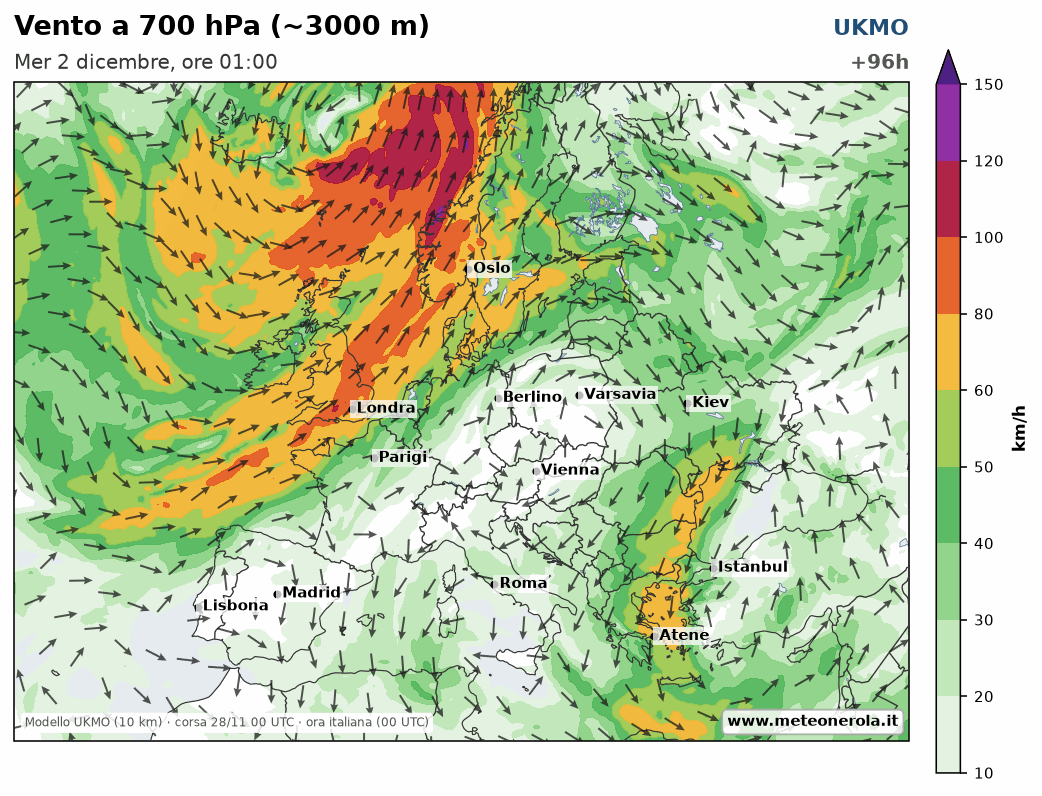 Vento a 700 hPa (~3000 m)
UKMO
Mer 2 dicembre, ore 01:00
+96h
150
120
100
80
60
50
40
30
20
10
km/h
Oslo
Londra
Berlino
Varsavia
Kiev
Parigi
Vienna
Istanbul
Roma
Madrid
Lisbona
Atene
Modello UKMO (10 km) · corsa 28/11 00 UTC · ora italiana (00 UTC)
www.meteonerola.it